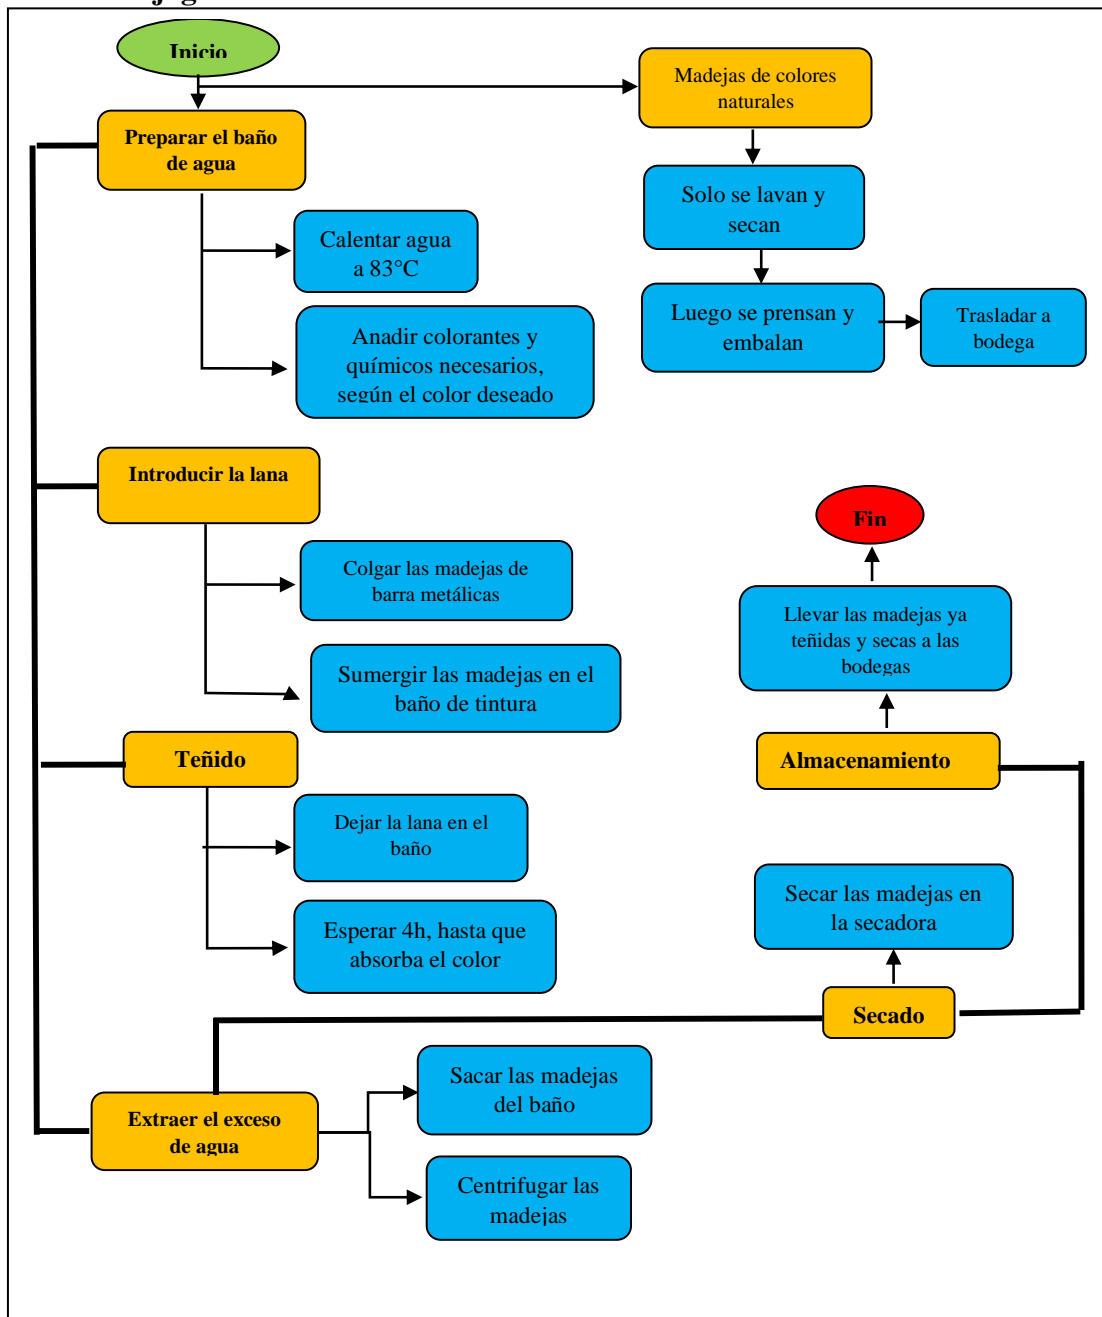 Inicio
Madejas de colores
naturales
Preparar el baño
de agua
Solo se lavan y
secan
Calentar agua
a 83°C
Luego se prensan y
embalan
Trasladar a
bodega
Anadir colorantes y
químicos necesarios,
según el color deseado
Introducir la lana
Colgar las madejas de
barra metálicas
Sumergir las madejas en el
baño de tintura
Teñido
Dejar la lana en el
baño
Esperar 4h, hasta que
absorba el color
Extraer el exceso
de agua
Sacar las madejas
del baño
Centrifugar las
madejas
Secado
Secar las madejas en
la secadora
Almacenamiento
Llevar las madejas ya
teñidas y secas a las
bodegas
Fin